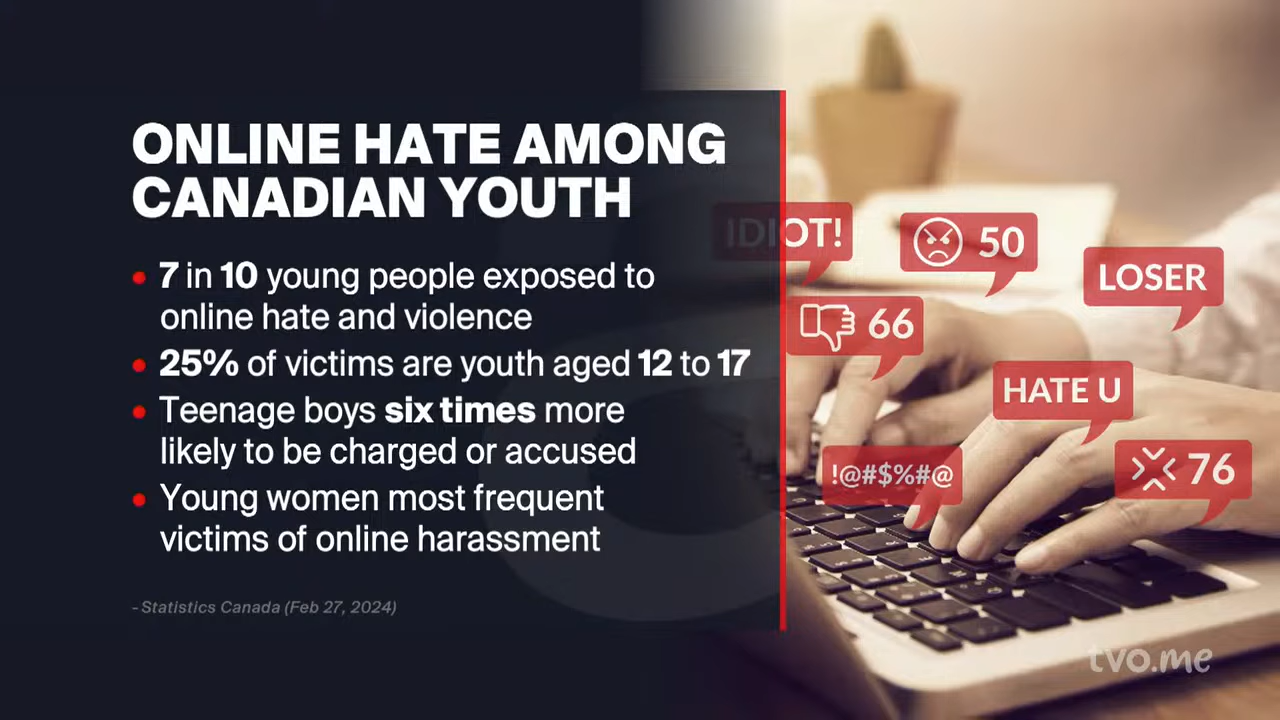 ONLINE HATE AMONG
CANADIAN YOUTH
• 7 in 10 young people exposed to
online hate and violence
• 25% of victims are youth aged 12 to 17
• Teenage boys six times more
likely to be charged or accused
• Young women most frequent
victims of online harassment
- Statistics Canada (Feb 27, 2024)
IDIOT!
50
LOSER
66
HATE U
!@#$%#@
76
tvo.me